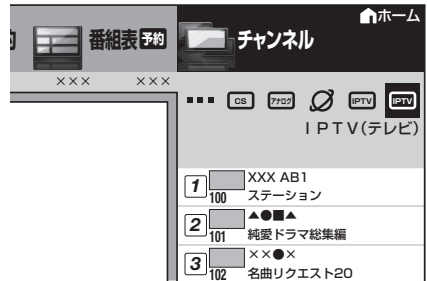 ホーム
番組表 予約 チャンネル
××× ×××
CS アナログ IPTV IPTV
IPTV(テレビ)
1 100 XXX AB1
ステーション
2 101 ▲●■▲
純愛ドラマ総集編
3 102 ××●×
名曲リクエスト20